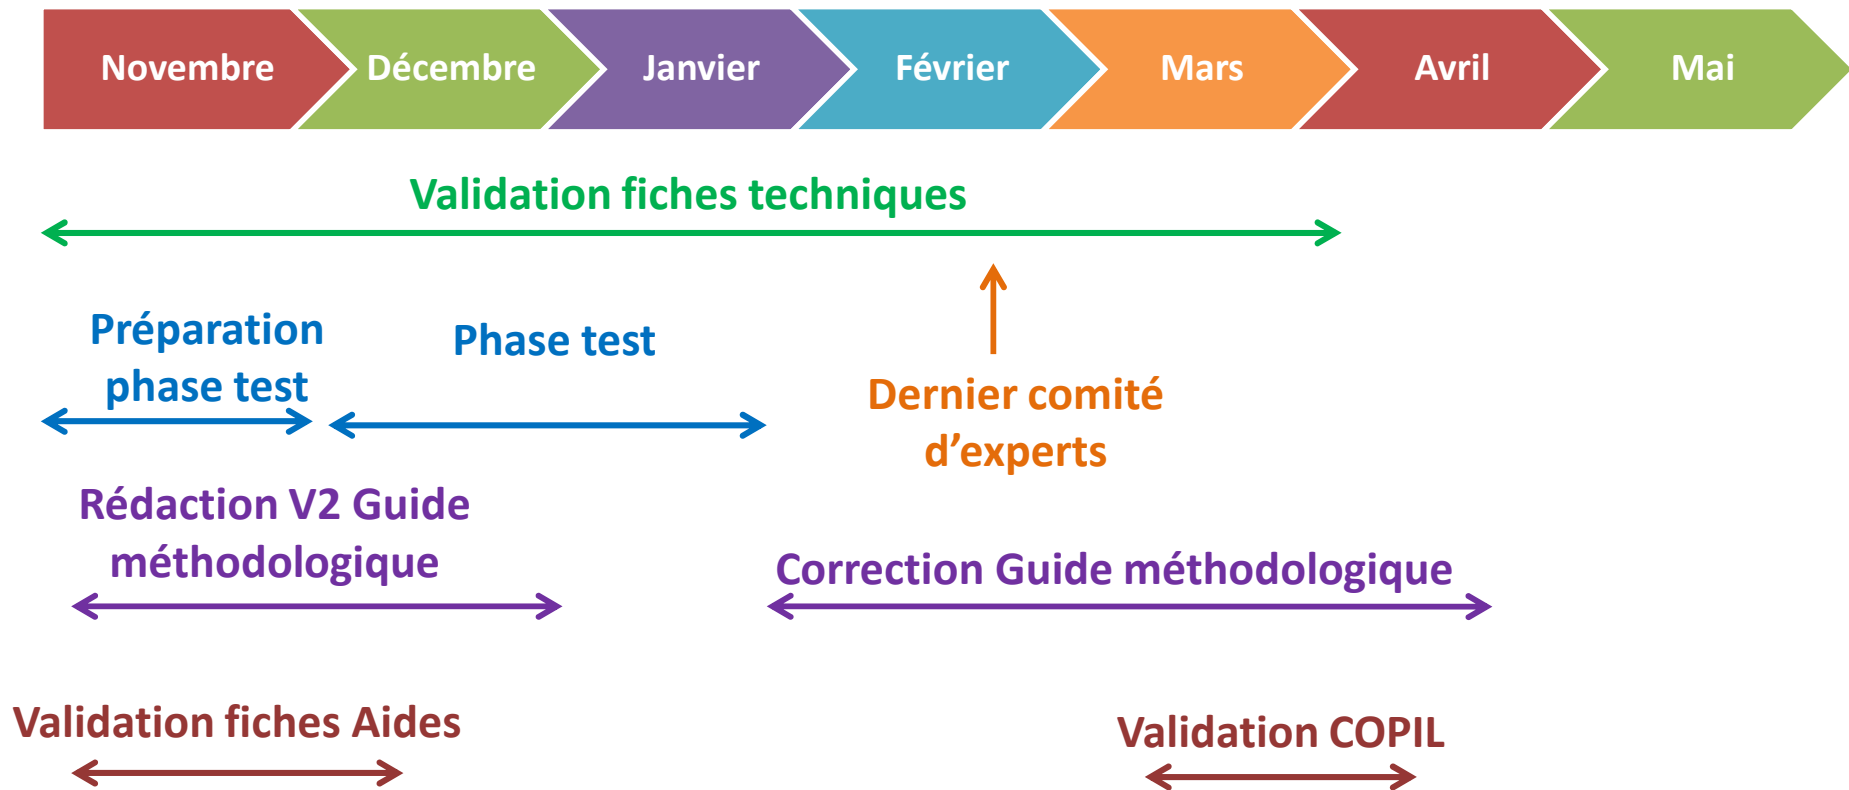 Novembre
Décembre
Janvier
Février
Mars
Avril
Mai
Validation fiches techniques
Préparation
phase test
Phase test
Dernier comité
d’experts
Rédaction V2 Guide
méthodologique
Correction Guide méthodologique
Validation fiches Aides
Validation COPIL